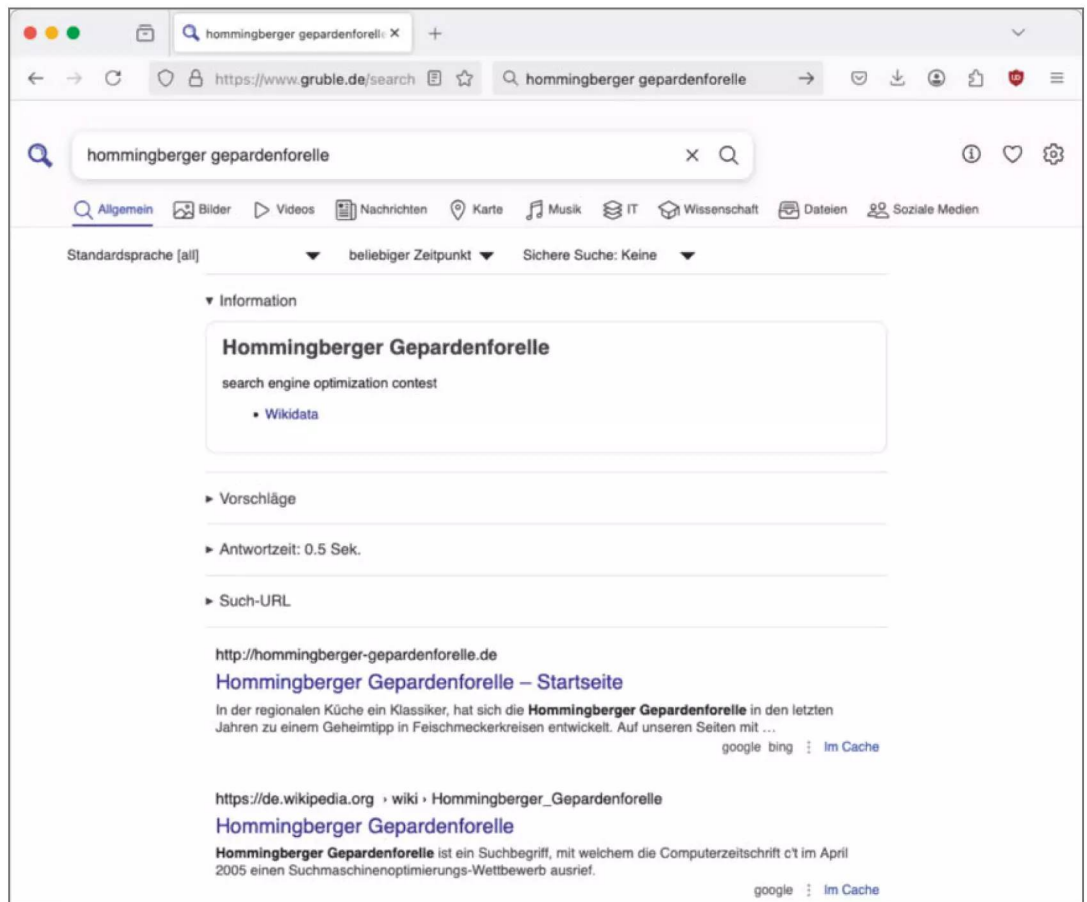 hommingberger gepardenforelle
https://www.gruble.de/search hommingberger gepardenforelle
hommingberger gepardenforelle
Allgemein Bilder Videos Nachrichten Karte Musik IT Wissenschaft Dateien Soziale Medien
Standardsprache [all] beliebiger Zeitpunkt Sichere Suche: Keine
Information
Hommingberger Gepardenforelle
search engine optimization contest
Wikidata
Vorschläge
Antwortzeit: 0.5 Sek.
Such-URL
http://hommingberger-gepardenforelle.de
Hommingberger Gepardenforelle – Startseite
In der regionalen Küche ein Klassiker, hat sich die Hommingberger Gepardenforelle in den letzten
Jahren zu einem Geheimtipp in Feischmeckerkreisen entwickelt. Auf unseren Seiten mit …
google bing Im Cache
https://de.wikipedia.org › wiki › Hommingberger_Gepardenforelle
Hommingberger Gepardenforelle
Hommingberger Gepardenforelle ist ein Suchbegriff, mit welchem die Computerzeitschrift c't im April
2005 einen Suchmaschinenoptimierungs-Wettbewerb ausrief.
google Im Cache